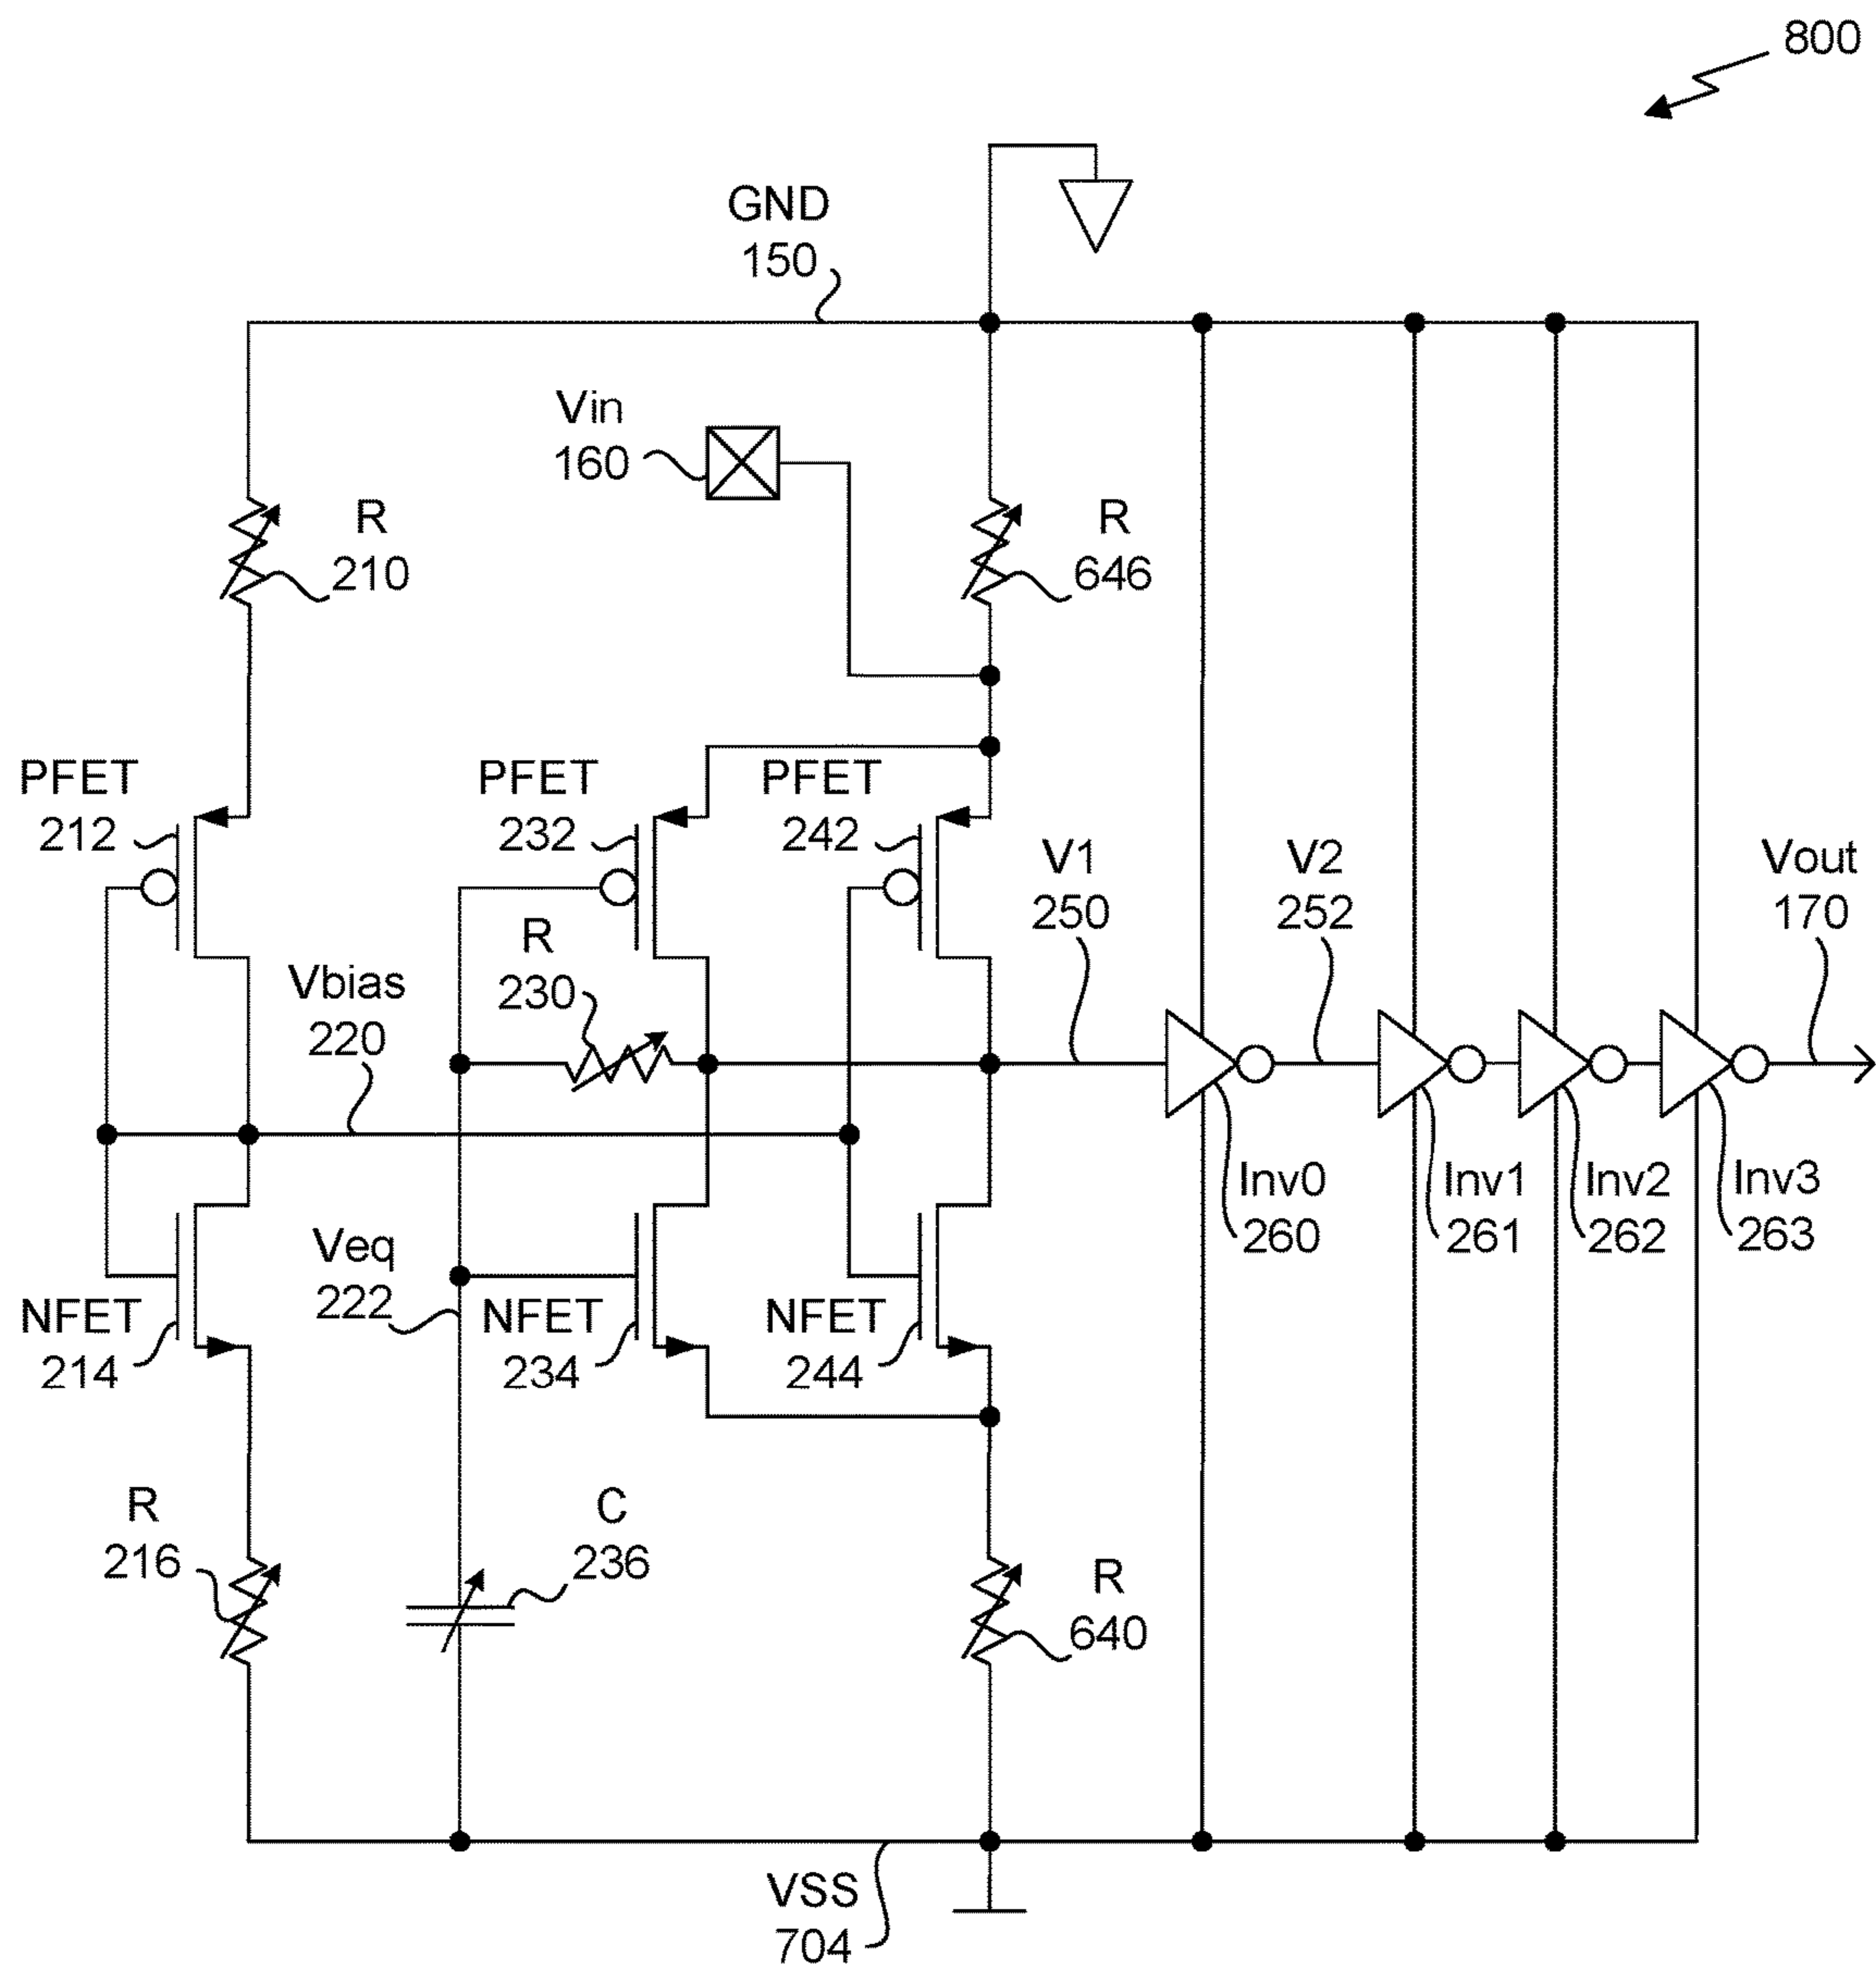 800
GND
150
Vin
160
R
210
R
646
PFET
212
PFET
232
PFET
242
V1
250
V2
252
Vout
170
R
230
Vbias
220
Inv0
260
Inv1
261
Inv2
262
Inv3
263
Veq
222
NFET
214
NFET
234
NFET
244
R
216
C
236
R
640
VSS
704